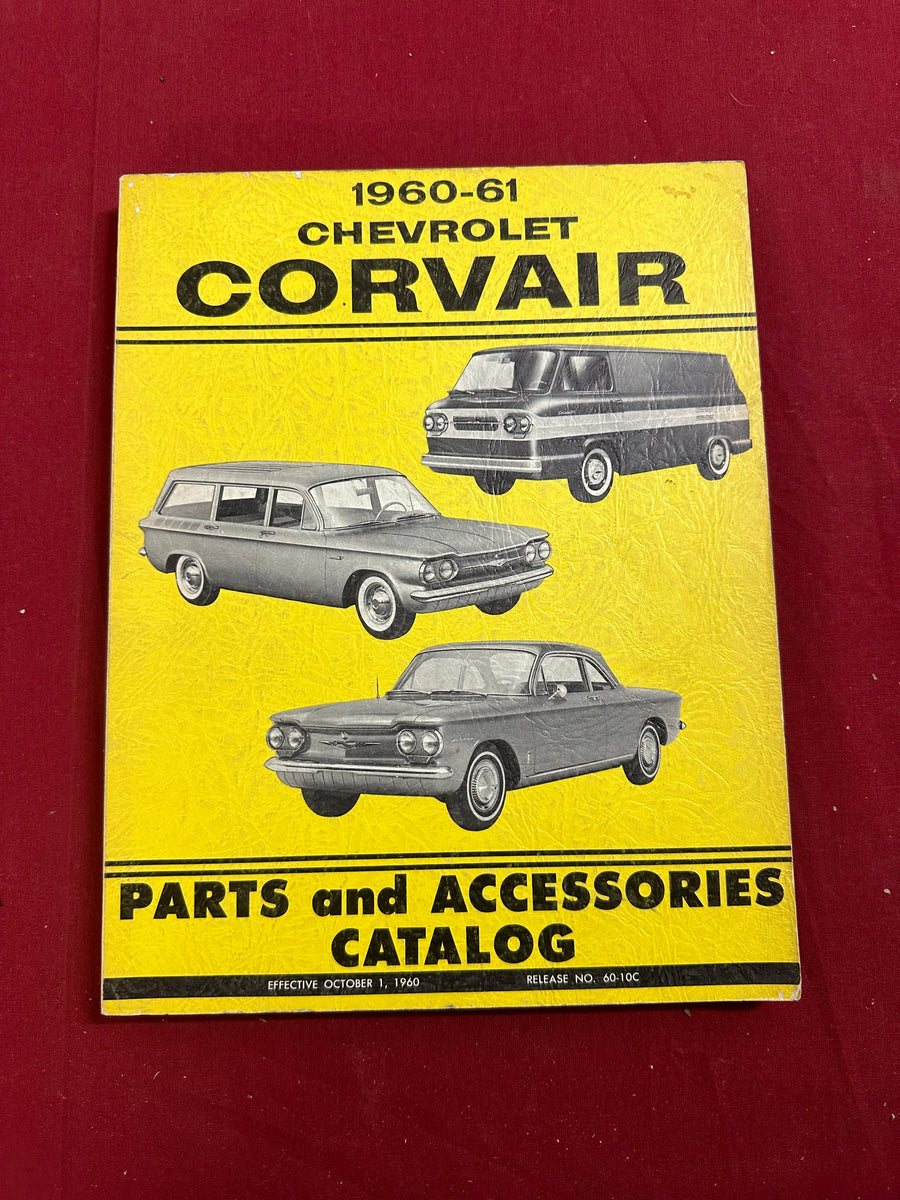 1960-61
CHEVROLET
CORVAIR
PARTS and ACCESSORIES
CATALOG
EFFECTIVE OCTOBER 1, 1960 RELEASE NO. 60-10C